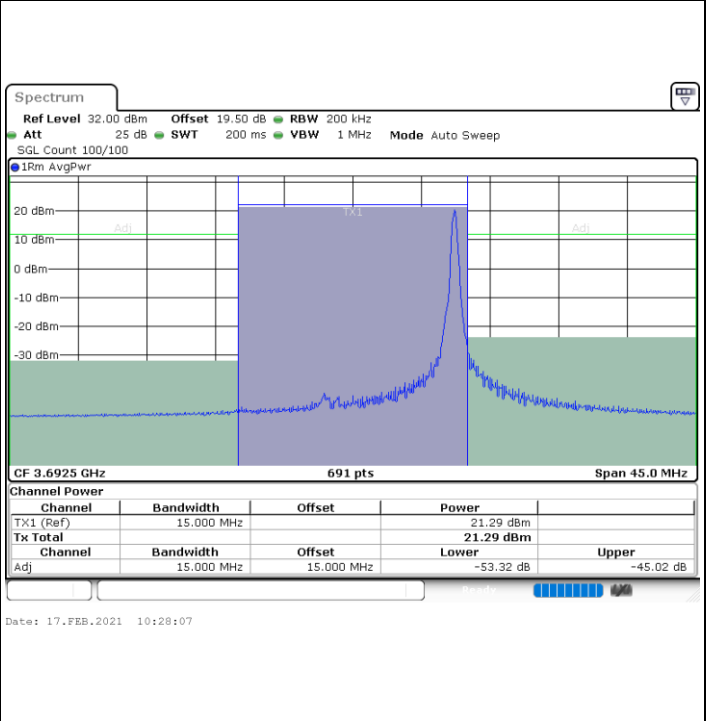 Spectrum
Ref Level 32.00 dBm Offset 19.50 dB RBW 200 kHz
Att 25 dB SWT 200 ms VBW 1 MHz Mode Auto Sweep
SGL Count 100/100
1Rm AvgPwr
TX1
20 dBm
Adj Adj
10 dBm
0 dBm
-10 dBm
-20 dBm
-30 dBm
CF 3.6925 GHz 691 pts Span 45.0 MHz
Channel Power
Channel Bandwidth Offset Power
TX1 (Ref) 15.000 MHz 21.29 dBm
Tx Total 21.29 dBm
Channel Bandwidth Offset Lower Upper
Adj 15.000 MHz 15.000 MHz -53.32 dB -45.02 dB
Ready
Date: 17.FEB.2021 10:28:07